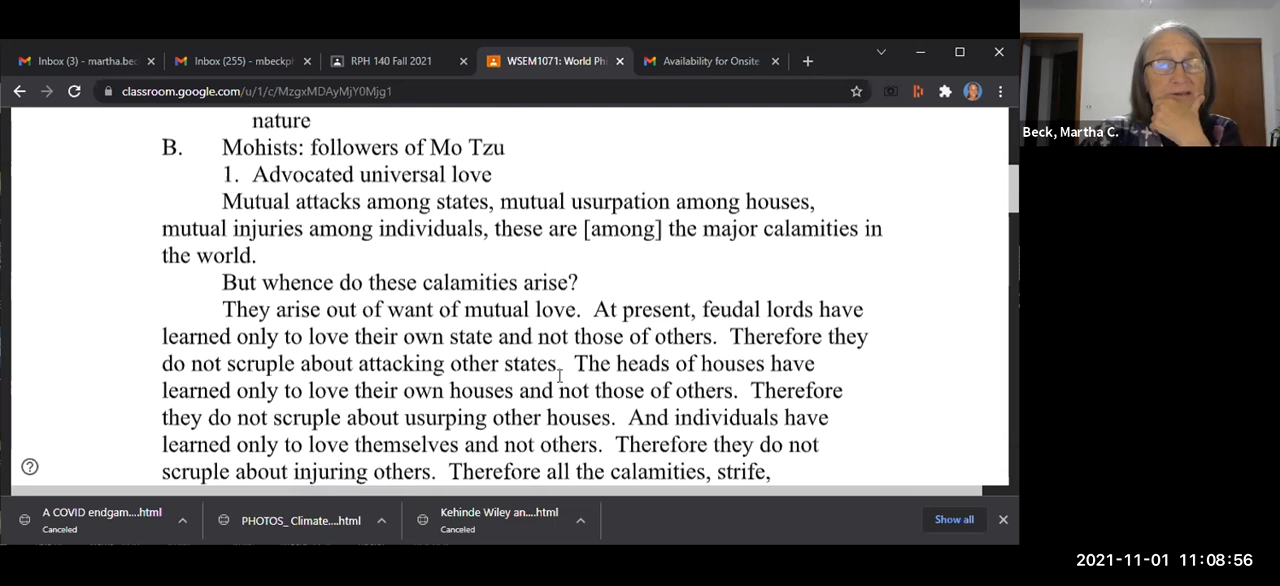 Inbox (3) - martha.bec
Inbox (255) - mbeckp
RPH 140 Fall 2021
WSEM1071: World Ph
Availability for Onsite
classroom.google.com/u/1/c/MzgxMDAyMjY0Mjg1
Beck, Martha C.
nature
B. Mohists: followers of Mo Tzu
1. Advocated universal love
Mutual attacks among states, mutual usurpation among houses,
mutual injuries among individuals, these are [among] the major calamities in
the world.
But whence do these calamities arise?
They arise out of want of mutual love. At present, feudal lords have
learned only to love their own state and not those of others. Therefore they
do not scruple about attacking other states. The heads of houses have
learned only to love their own houses and not those of others. Therefore
they do not scruple about usurping other houses. And individuals have
learned only to love themselves and not others. Therefore they do not
scruple about injuring others. Therefore all the calamities, strife,
A COVID endgam....html
Canceled
PHOTOS_ Climate....html
Kehinde Wiley an....html
Canceled
Show all
2021-11-01 11:08:56